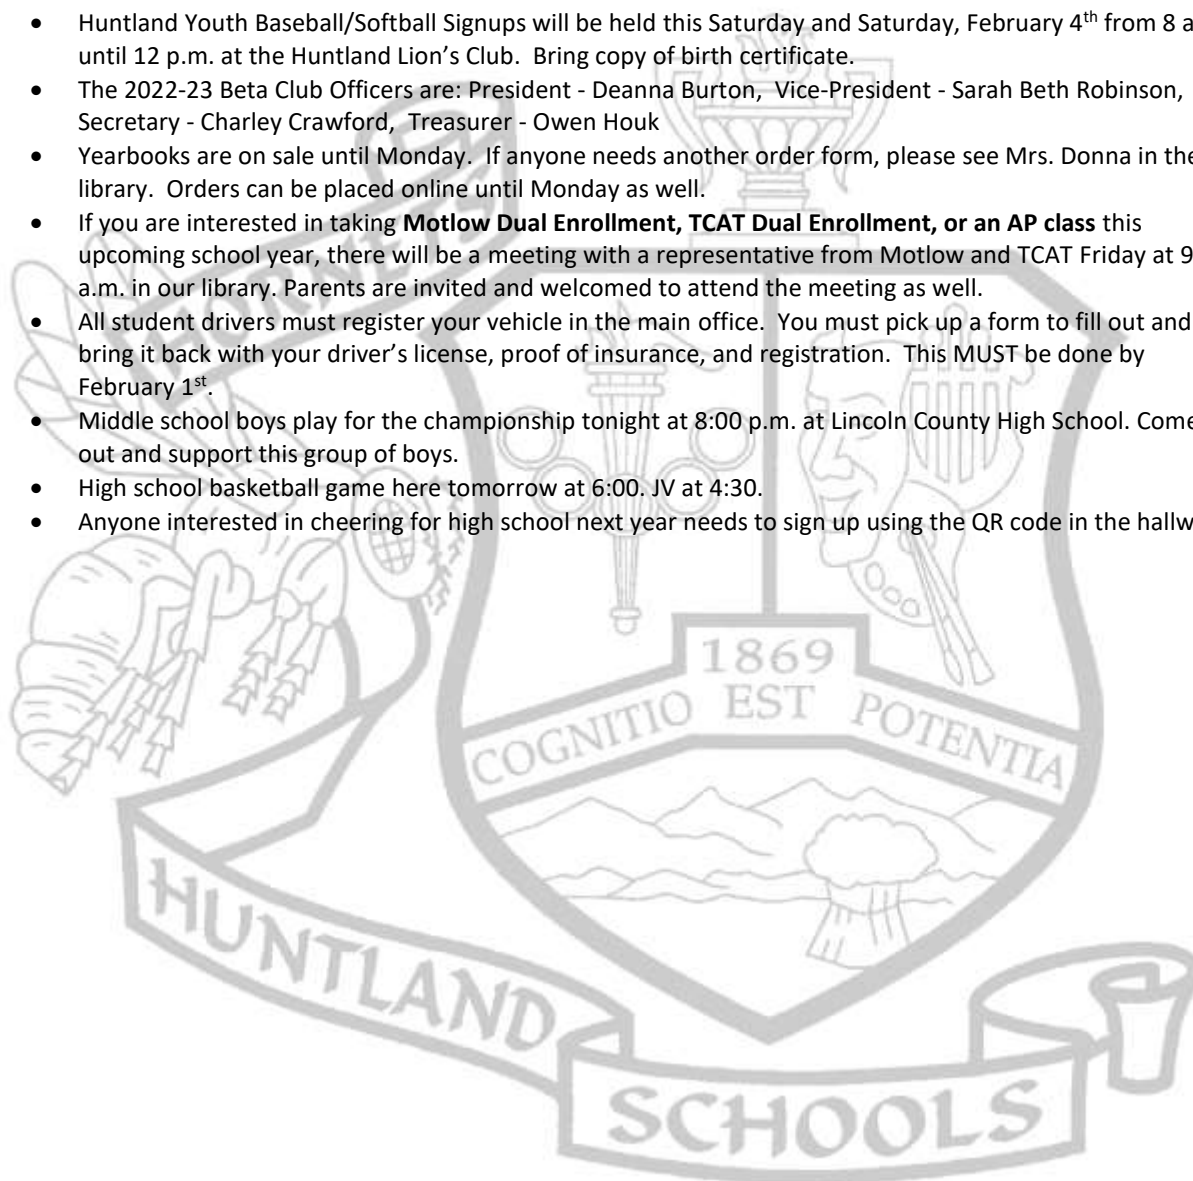 • Huntland Youth Baseball/Softball Signups will be held this Saturday and Saturday, February 4th from 8 a
until 12 p.m. at the Huntland Lion’s Club.  Bring copy of birth certificate.
• The 2022-23 Beta Club Officers are: President - Deanna Burton,  Vice-President - Sarah Beth Robinson,
Secretary - Charley Crawford,  Treasurer - Owen Houk
• Yearbooks are on sale until Monday.  If anyone needs another order form, please see Mrs. Donna in the
library.  Orders can be placed online until Monday as well.
• If you are interested in taking Motlow Dual Enrollment, TCAT Dual Enrollment, or an AP class this
upcoming school year, there will be a meeting with a representative from Motlow and TCAT Friday at 9
a.m. in our library. Parents are invited and welcomed to attend the meeting as well.
• All student drivers must register your vehicle in the main office.  You must pick up a form to fill out and
bring it back with your driver’s license, proof of insurance, and registration.  This MUST be done by
February 1st.
• Middle school boys play for the championship tonight at 8:00 p.m. at Lincoln County High School. Come
out and support this group of boys.
• High school basketball game here tomorrow at 6:00. JV at 4:30.
• Anyone interested in cheering for high school next year needs to sign up using the QR code in the hallw
HORNETS
1869
EST
COGNITIO
POTENTIA
HUNTLAND
SCHOOLS